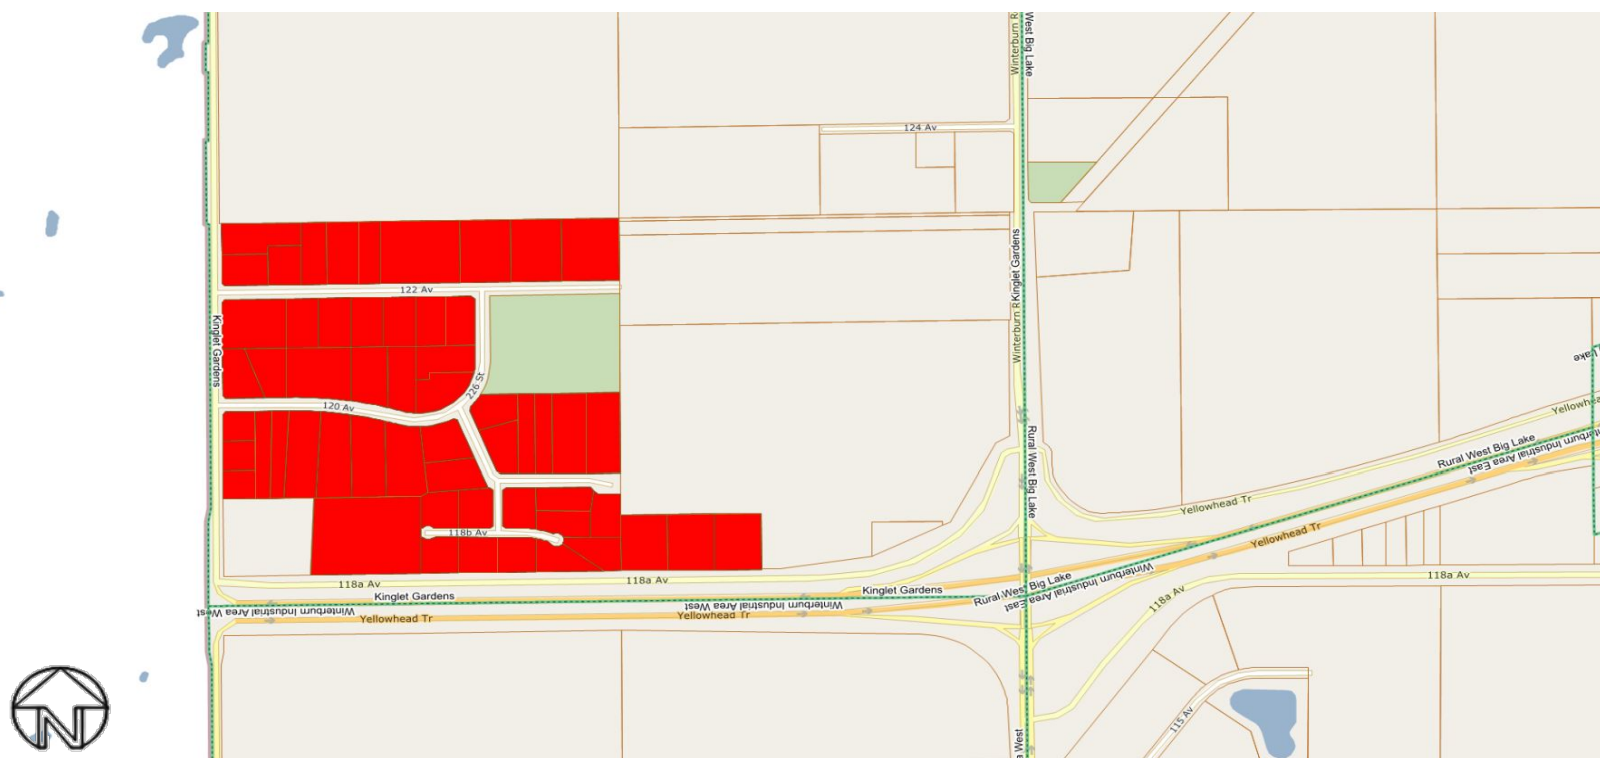 Winterburn R
West Big Lake
124 Av
Kinglet Gardens
122 Av
Kinglet Gardens
Winterburn R
Lake
226 St
120 Av
Yellowhea
Rural West Big Lake
Rural West Big Lake
Winterburn Industrial Area East
Yellowhead Tr
Yellowhead Tr
118b Av
118a Av
118a Av
118a Av
Kinglet Gardens
Kinglet Gardens
Rural West Big Lake
Winterburn Industrial Area East
118a Av
Winterburn Industrial Area West
Winterburn Industrial Area West
Yellowhead Tr
Yellowhead Tr
115 Av
a West
N